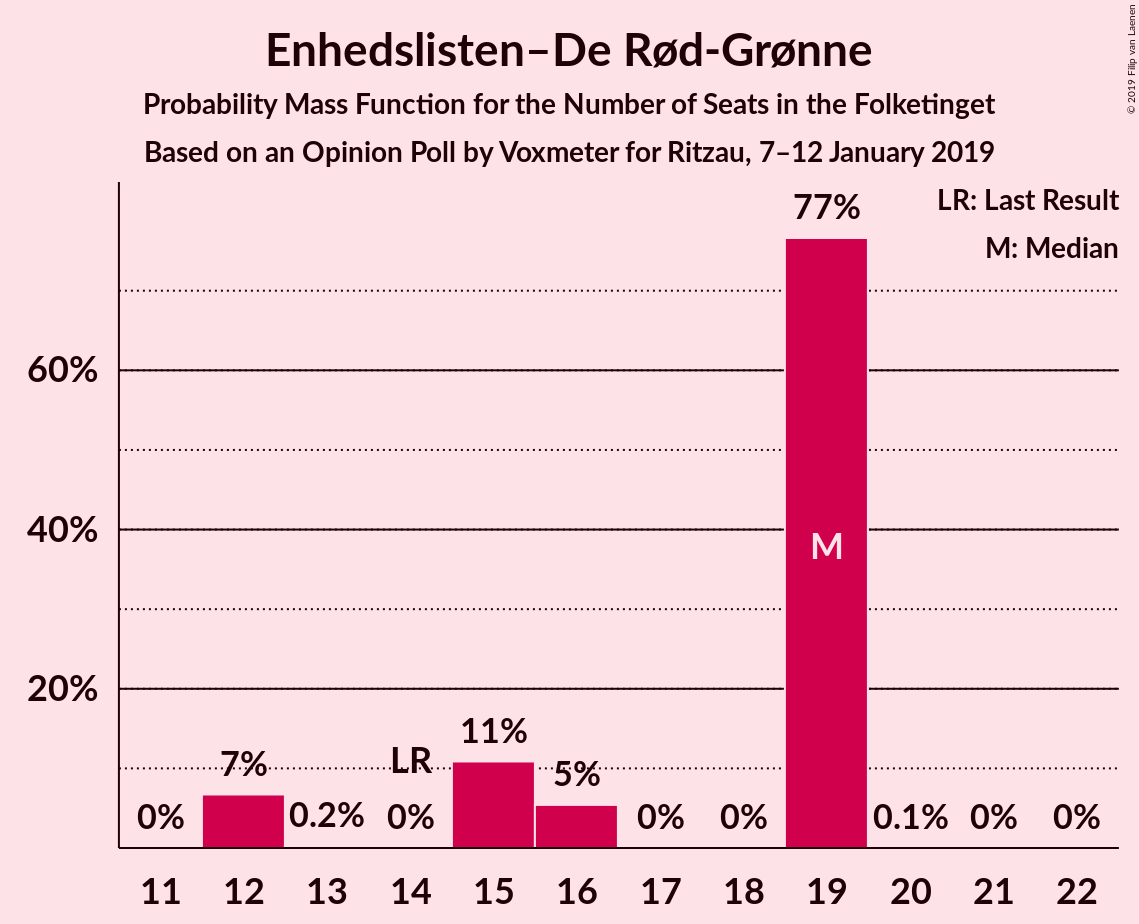 Enhedslisten–De Rød-Grønne
Probability Mass Function for the Number of Seats in the Folketinget
Based on an Opinion Poll by Voxmeter for Ritzau, 7–12 January 2019
© 2019 Filip van Laenen
LR: Last Result
M: Median
77%
60%
40%
20%
M
LR
0%
7%
0.2%
0%
11%
5%
0%
0%
0.1%
0%
0%
11 12 13 14 15 16 17 18 19 20 21 22